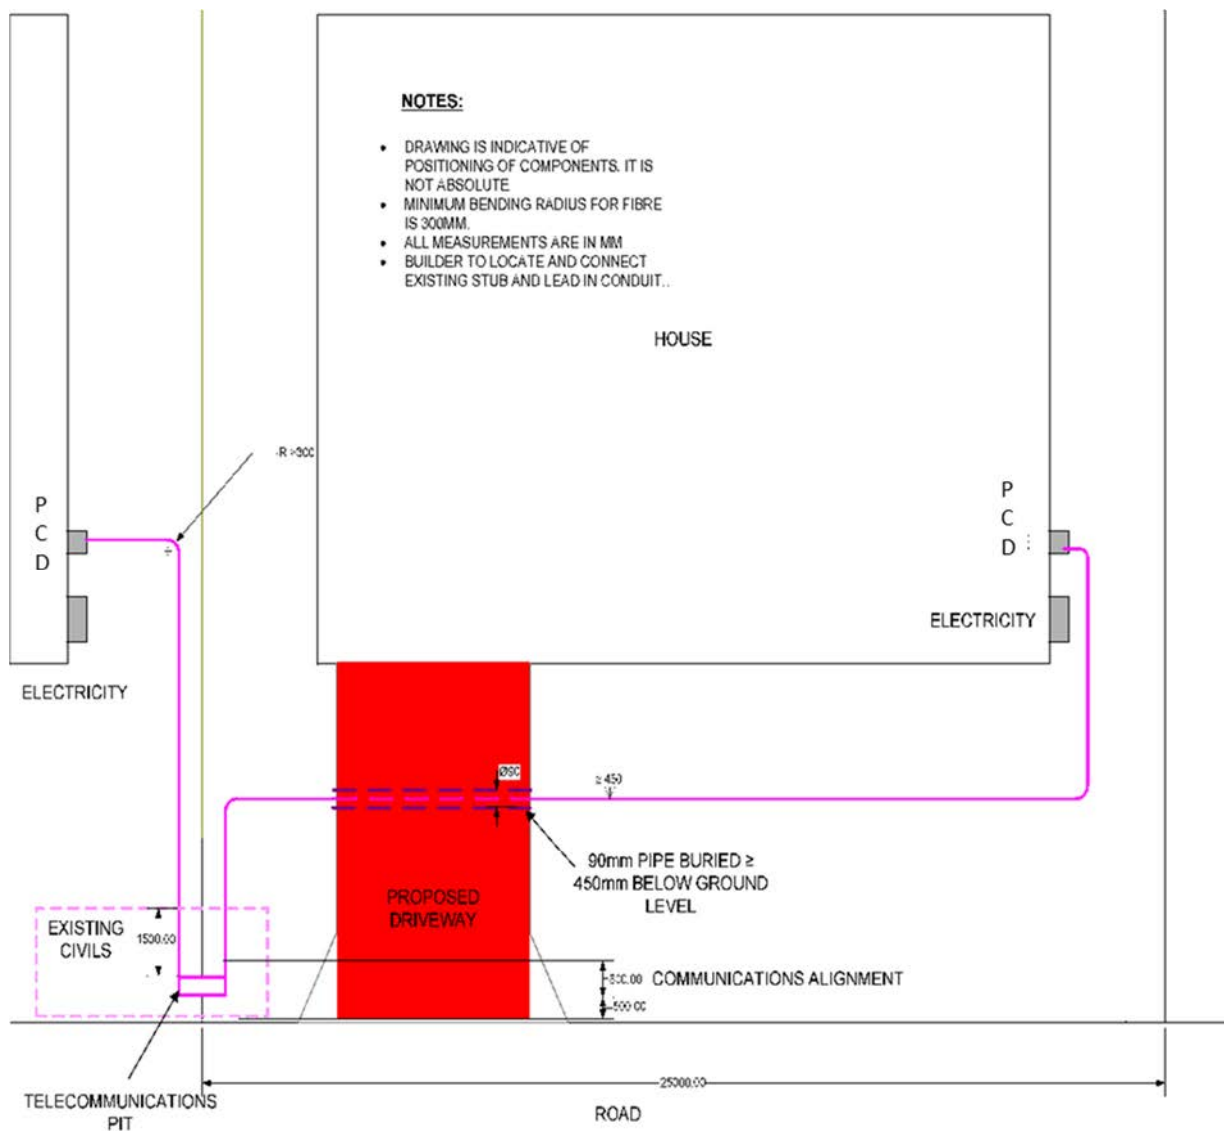 NOTES:
• DRAWING IS INDICATIVE OF
POSITIONING OF COMPONENTS. IT IS
NOT ABSOLUTE
• MINIMUM BENDING RADIUS FOR FIBRE
IS 300MM.
• ALL MEASUREMENTS ARE IN MM
• BUILDER TO LOCATE AND CONNECT
EXISTING STUB AND LEAD IN CONDUIT..
HOUSE
P
C
D
P
C
D
ELECTRICITY
ELECTRICITY
Ø90
≥ 450
90mm PIPE BURIED ≥
450mm BELOW GROUND
LEVEL
PROPOSED
DRIVEWAY
EXISTING
CIVILS
1500.00
COMMUNICATIONS ALIGNMENT
TELECOMMUNICATIONS
PIT
ROAD